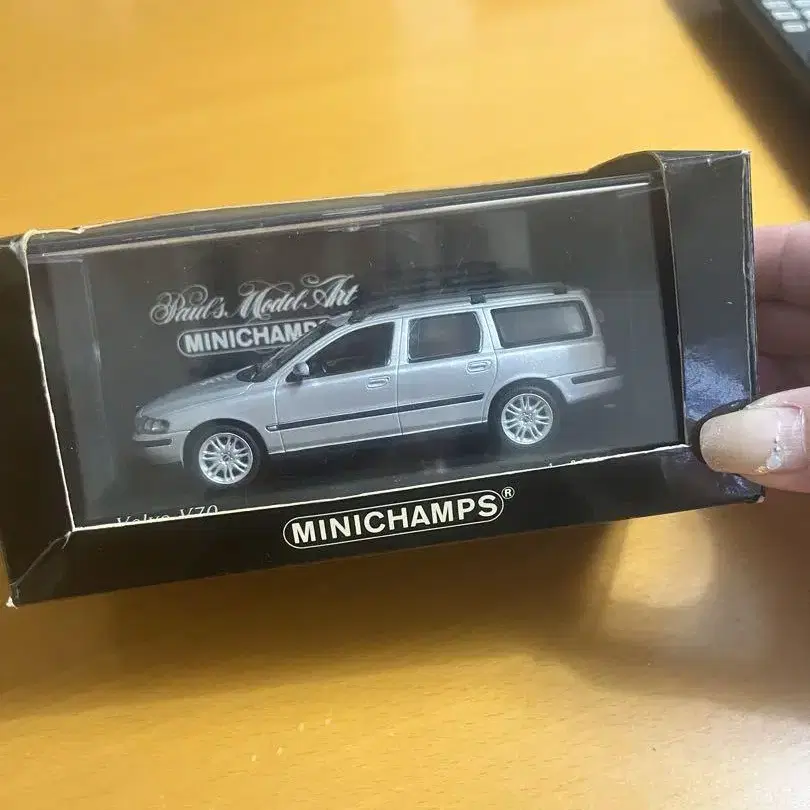 Paul's Model Art
MINICHAMPS
Volvo V70
MINICHAMPS®